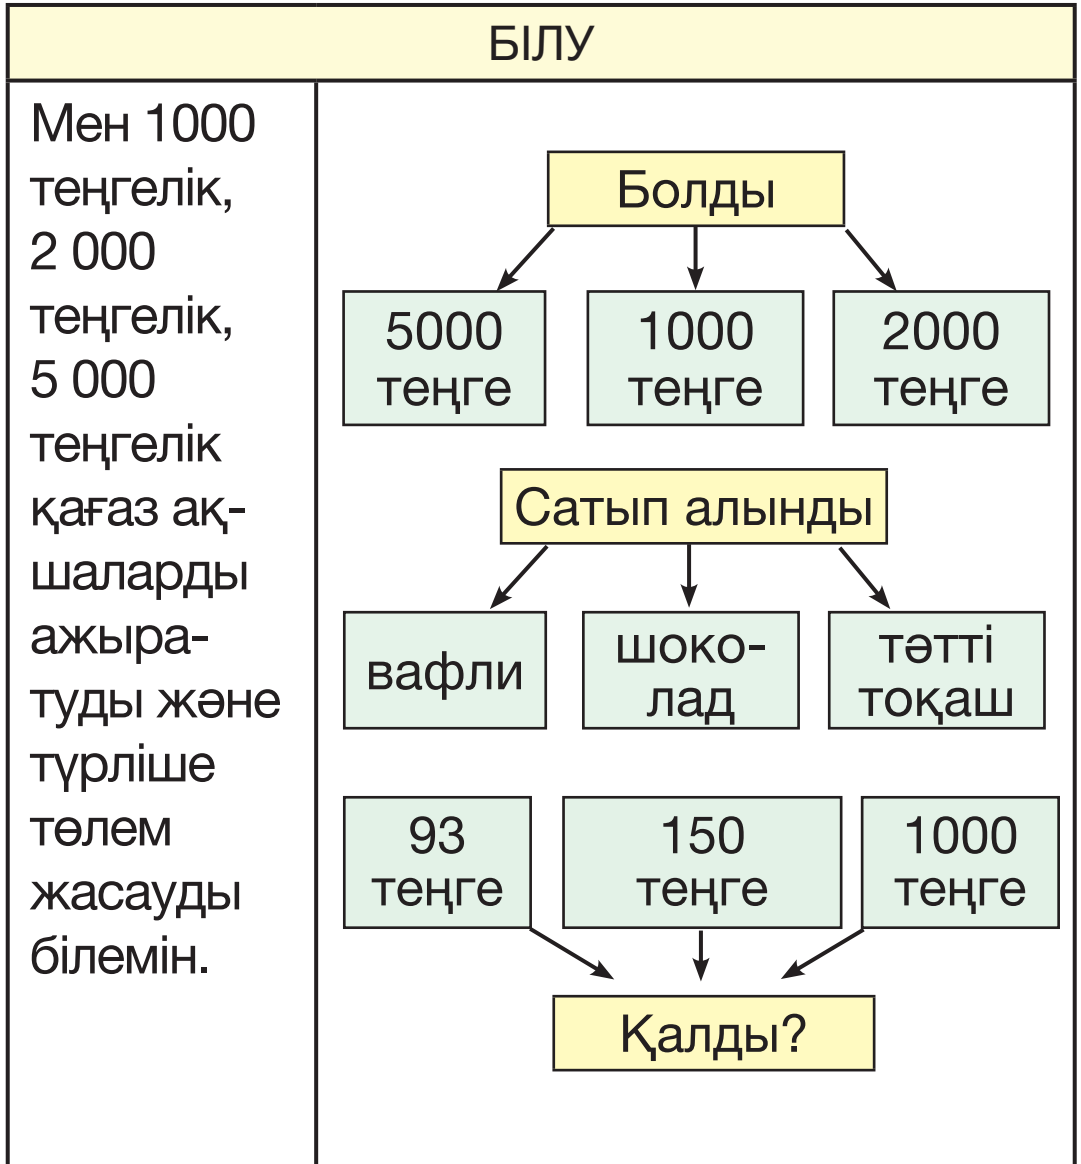 БІЛУ
Мен 1000
теңгелік,
2 000
теңгелік,
5 000
теңгелік
қағаз ақ-
шаларды
ажыра-
туды және
түрліше
төлем
жасауды
білемін.
Болды
5000
теңге
1000
теңге
2000
теңге
Сатып алынды
вафли
шоко-
лад
тәтті
тоқаш
93
теңге
150
теңге
1000
теңге
Қалды?